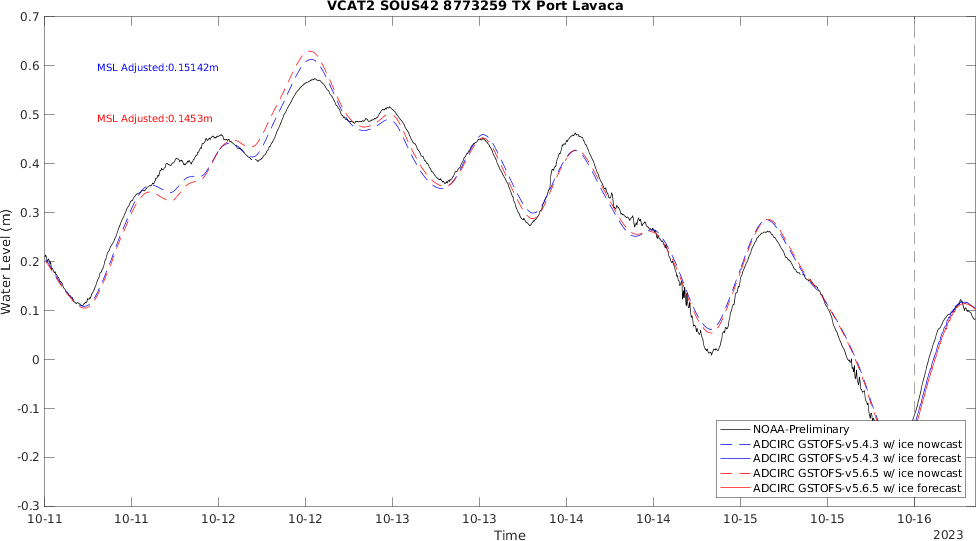 VCAT2 SOUS42 8773259 TX Port Lavaca
0.7
0.6
0.5
0.4
0.3
0.2
0.1
0
-0.1
-0.2
-0.3
Water Level (m)
MSL Adjusted:0.15142m
MSL Adjusted:0.1453m
NOAA-Preliminary
ADCIRC GSTOFS-v5.4.3 w/ ice nowcast
ADCIRC GSTOFS-v5.4.3 w/ ice forecast
ADCIRC GSTOFS-v5.6.5 w/ ice nowcast
ADCIRC GSTOFS-v5.6.5 w/ ice forecast
10-11 10-11 10-12 10-12 10-13 10-13 10-14 10-14 10-15 10-15 10-16
Time
2023